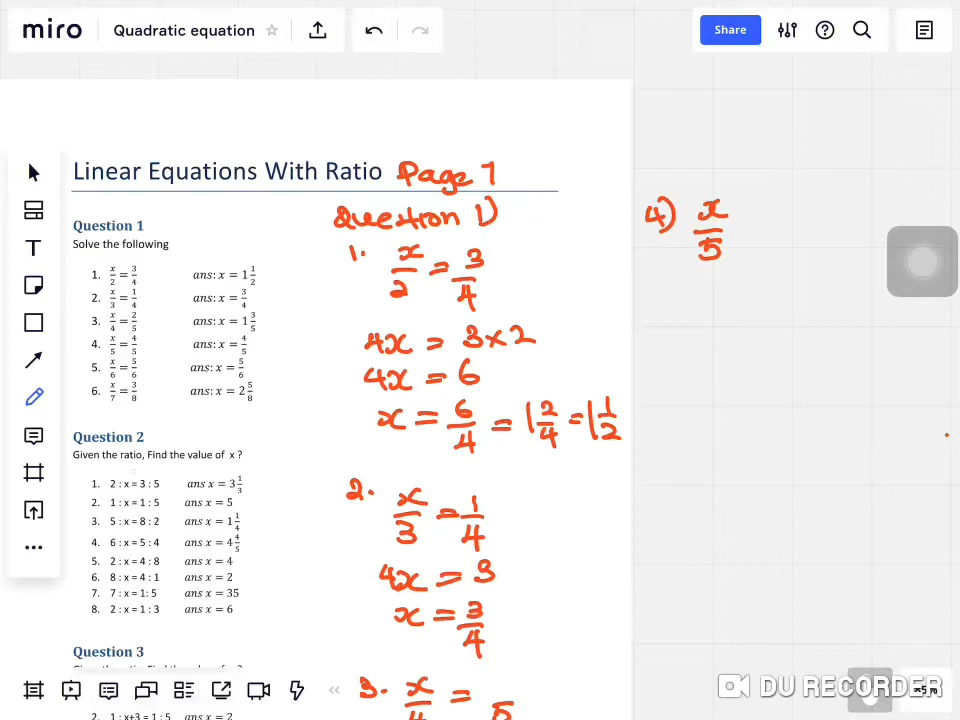 miro
Quadratic equation
Share
Linear Equations With Ratio Page 7
Question 1
Solve the following
1. x/2 = 3/4 ans: x = 1 1/2
2. x/3 = 1/4 ans: x = 3/4
3. x/4 = 2/5 ans: x = 1 3/5
4. x/5 = 4/5 ans: x = 4/5
5. x/6 = 5/6 ans: x = 5/6
6. x/7 = 3/8 ans: x = 2 5/8
Question 2
Given the ratio, Find the value of x ?
1. 2 : x = 3 : 5 ans x = 3 1/3
2. 1 : x = 1 : 5 ans x = 5
3. 5 : x = 8 : 2 ans x = 1 1/4
4. 6 : x = 5 : 4 ans x = 4 4/5
5. 2 : x = 4 : 8 ans x = 4
6. 8 : x = 4 : 1 ans x = 2
7. 7 : x = 1: 5 ans x = 35
8. 2 : x = 1 : 3 ans x = 6
Question 3
2. 1 : x+3 = 1 : 5 ans x = 2
Question 1)
1. x/2 = 3/4
4x = 3 × 2
4x = 6
x = 6/4 = 1 2/4 = 1 1/2
2. x/3 = 1/4
4x = 3
x = 3/4
3. x/4 = 5
4) x/5
DU RECORDER